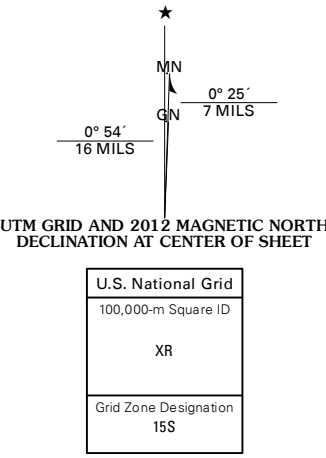 ★
MN
GN
0° 25´
7 MILS
0° 54´
16 MILS
UTM GRID AND 2012 MAGNETIC NORTH
DECLINATION AT CENTER OF SHEET
U.S. National Grid
100,000-m Square ID
XR
Grid Zone Designation
15S